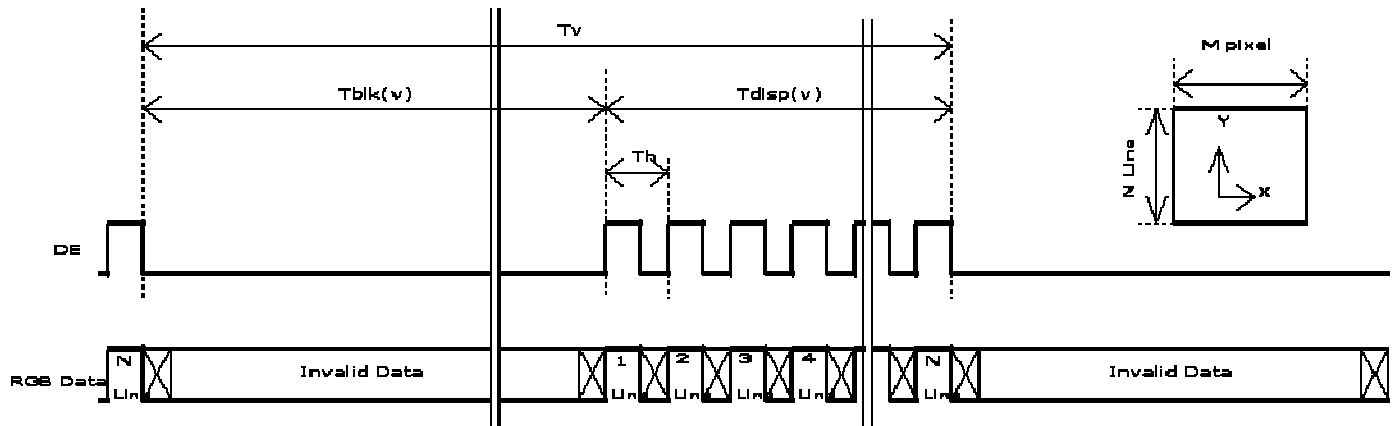 Tv
M pixel
Tblk(v)
Tdisp(v)
Y
X
N Line
Th
DE
RGB Data
N
Lin
Invalid Data
1
Lin
2
Lin
3
Lin
4
Lin
N
Lin
Invalid Data